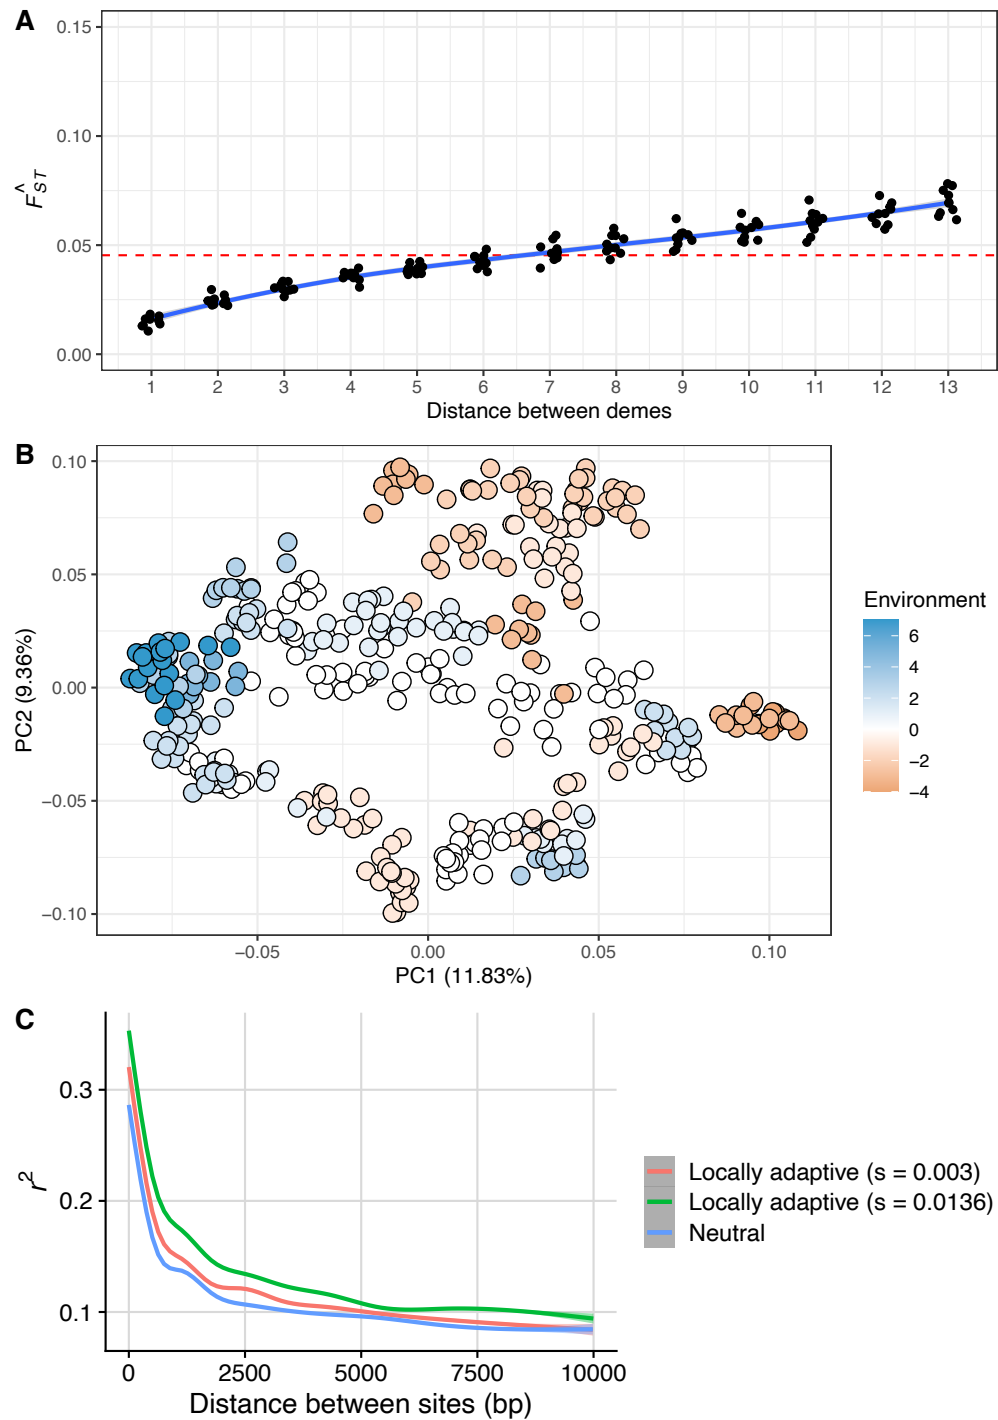 A
0.15
0.10
0.05
0.00
F̂ST
1 2 3 4 5 6 7 8 9 10 11 12 13
Distance between demes
B
0.10
0.05
0.00
−0.05
−0.10
PC2 (9.36%)
−0.05 0.00 0.05 0.10
PC1 (11.83%)
Environment
6
4
2
0
−2
−4
C
0.3
0.2
0.1
r²
0 2500 5000 7500 10000
Distance between sites (bp)
Locally adaptive (s = 0.003)
Locally adaptive (s = 0.0136)
Neutral